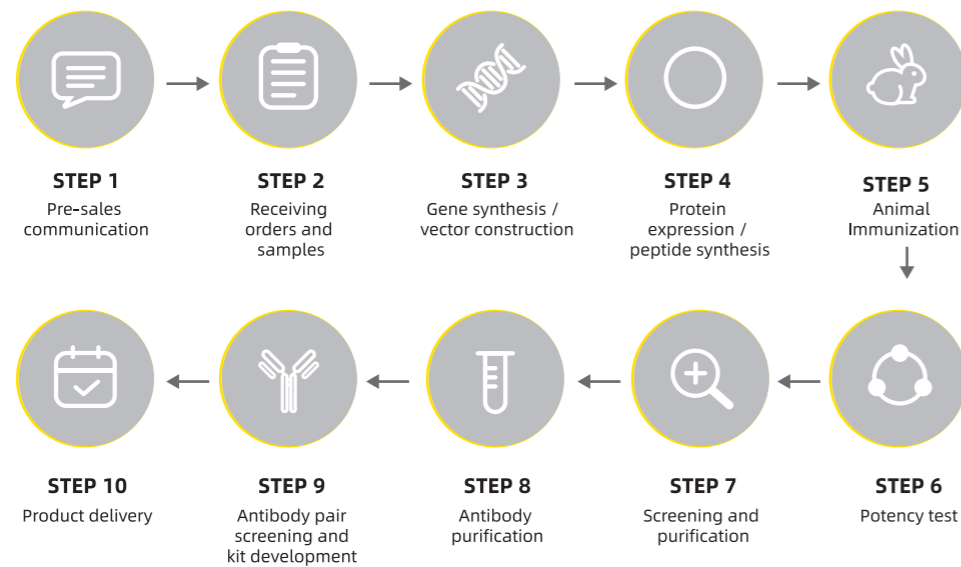 STEP 1
Pre-sales
communication
STEP 2
Receiving
orders and
samples
STEP 3
Gene synthesis /
vector construction
STEP 4
Protein
expression /
peptide synthesis
STEP 5
Animal
Immunization
STEP 6
Potency test
STEP 7
Screening and
purification
STEP 8
Antibody
purification
STEP 9
Antibody pair
screening and
kit development
STEP 10
Product delivery